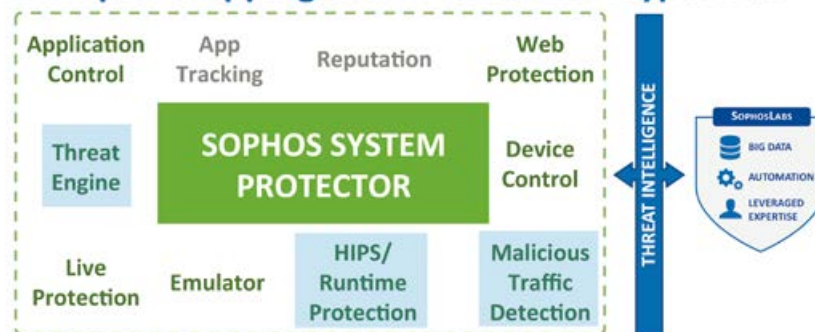 Application
Control
App
Tracking
Reputation
Web
Protection
Threat
Engine
SOPHOS SYSTEM
PROTECTOR
Device
Control
Live
Protection
Emulator
HIPS/
Runtime
Protection
Malicious
Traffic
Detection
THREAT INTELLIGENCE
SOPHOSLABS
BIG DATA
AUTOMATION
LEVERAGED
EXPERTISE